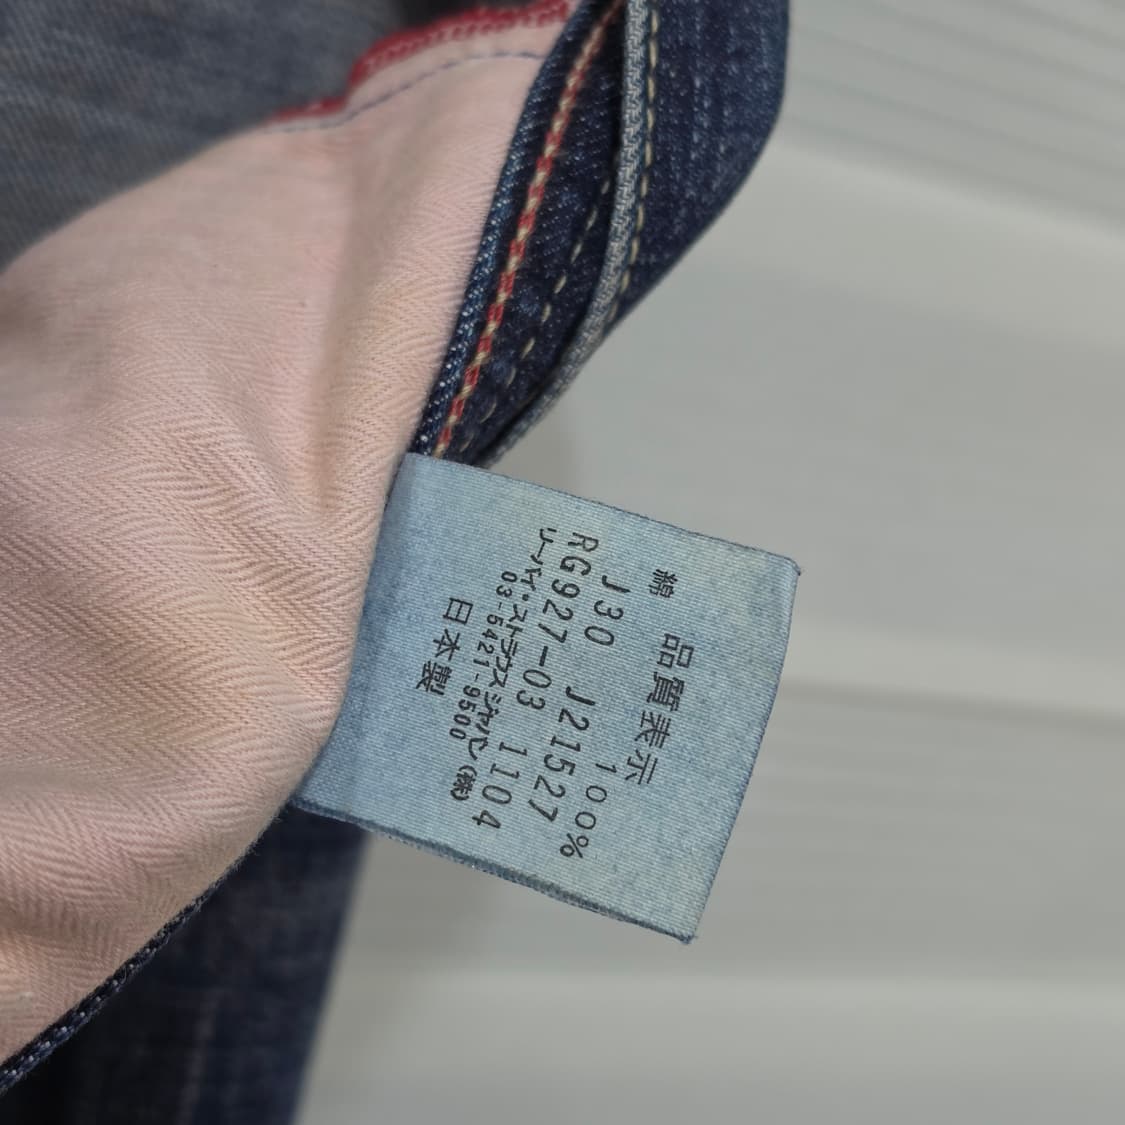 品質表示
綿 100%
J30 J21527
RG927-03 1104
リーバイ・ストラウス ジャパン(株)
03-5421-9500
日本製